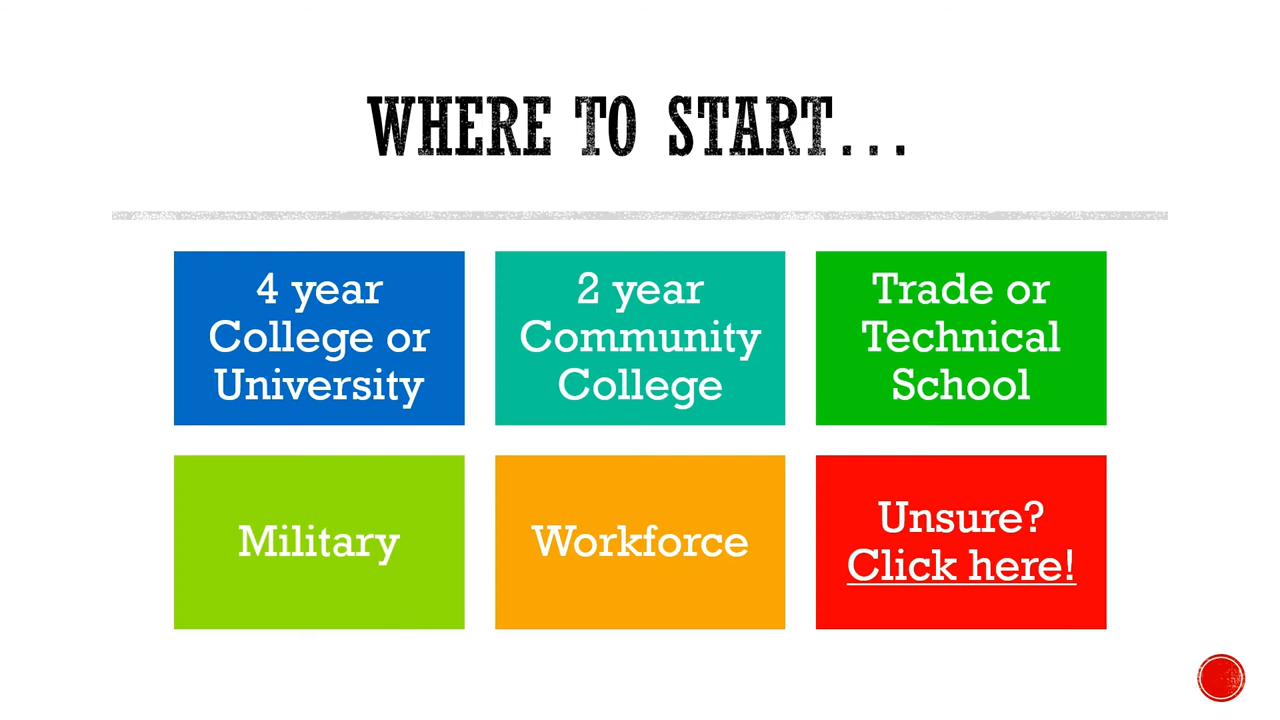 WHERE TO START...
4 year
College or
University
2 year
Community
College
Trade or
Technical
School
Military
Workforce
Unsure?
Click here!